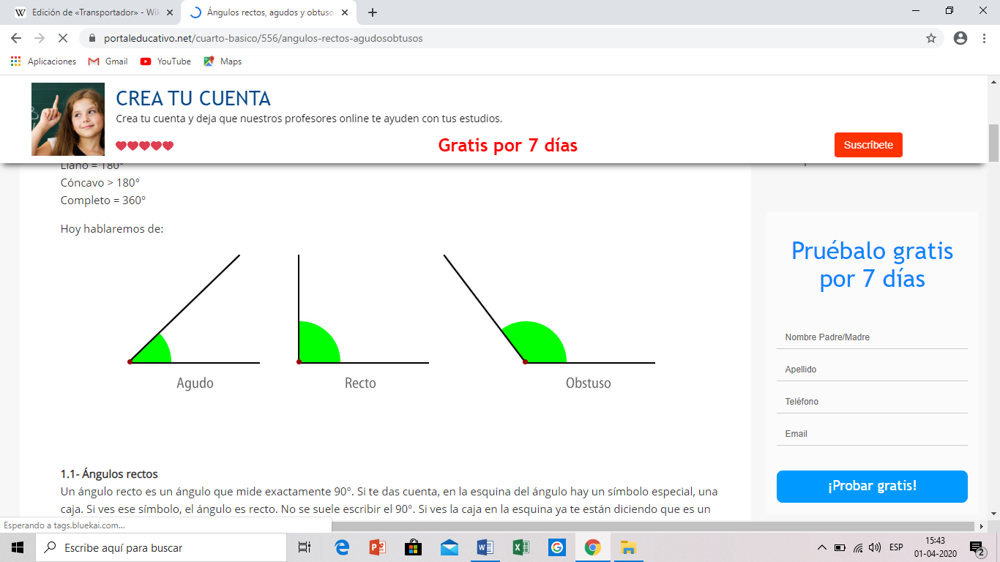 Edición de «Transportador» - Wik
Ángulos rectos, agudos y obtuso
portaleducativo.net/cuarto-basico/556/angulos-rectos-agudosobtusos
Aplicaciones
Gmail
YouTube
Maps
CREA TU CUENTA
Crea tu cuenta y deja que nuestros profesores online te ayuden con tus estudios.
Gratis por 7 días
Suscríbete
Llano = 180°
Cóncavo > 180°
Completo = 360°
Hoy hablaremos de:
Agudo
Recto
Obstuso
1.1- Ángulos rectos
Un ángulo recto es un ángulo que mide exactamente 90°. Si te das cuenta, en la esquina del ángulo hay un símbolo especial, una
caja. Si ves ese símbolo, el ángulo es recto. No se suele escribir el 90°. Si ves la caja en la esquina ya te están diciendo que es un
Pruébalo gratis
por 7 días
Nombre Padre/Madre
Apellido
Teléfono
Email
¡Probar gratis!
Esperando a tags.bluekai.com...
Escribe aquí para buscar
ESP
15:43
01-04-2020
2